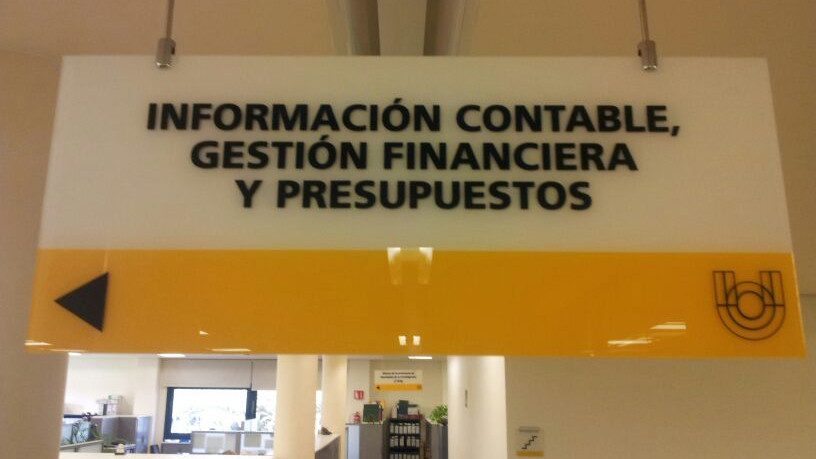 INFORMACIÓN CONTABLE,
GESTIÓN FINANCIERA
Y PRESUPUESTOS